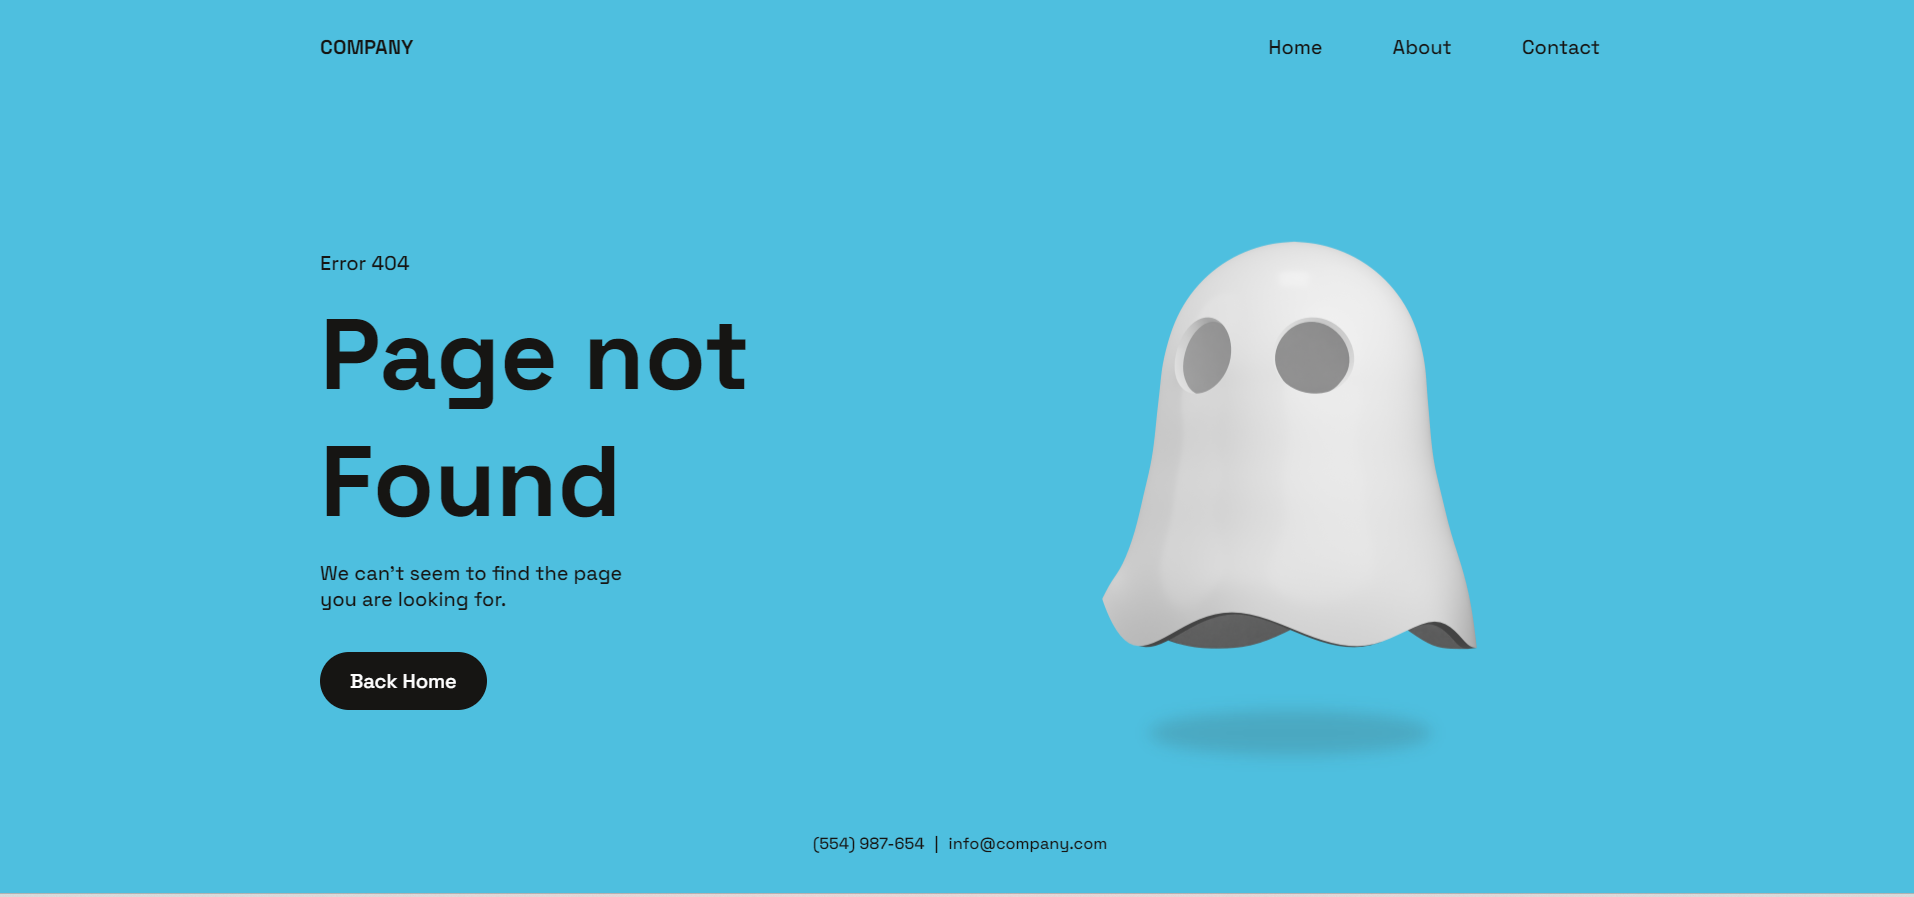 COMPANY
Home
About
Contact
Error 404
Page not
Found
We can’t seem to find the page
you are looking for.
Back Home
(554) 987-654 | info@company.com